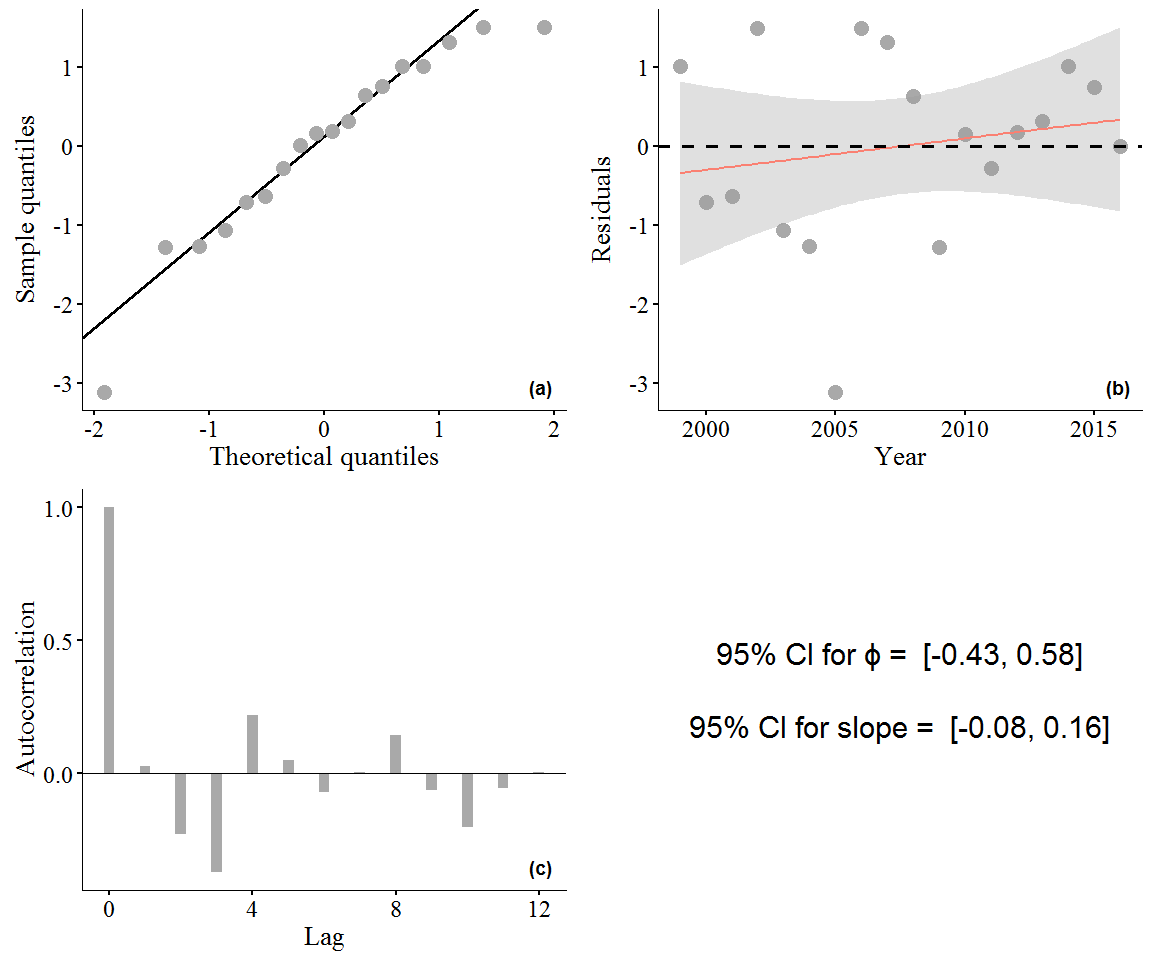 1
0
-1
-2
-3
Sample quantiles
-2 -1 0 1 2
Theoretical quantiles
(a)
1
0
-1
-2
-3
Residuals
2000 2005 2010 2015
Year
(b)
1.0
0.5
0.0
Autocorrelation
0 4 8 12
Lag
(c)
95% CI for ϕ = [-0.43, 0.58]
95% CI for slope = [-0.08, 0.16]